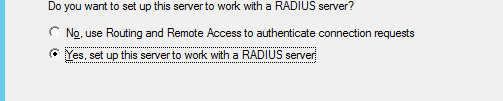 Do you want to set up this server to work with a RADIUS server?
No, use Routing and Remote Access to authenticate connection requests
Yes, set up this server to work with a RADIUS server